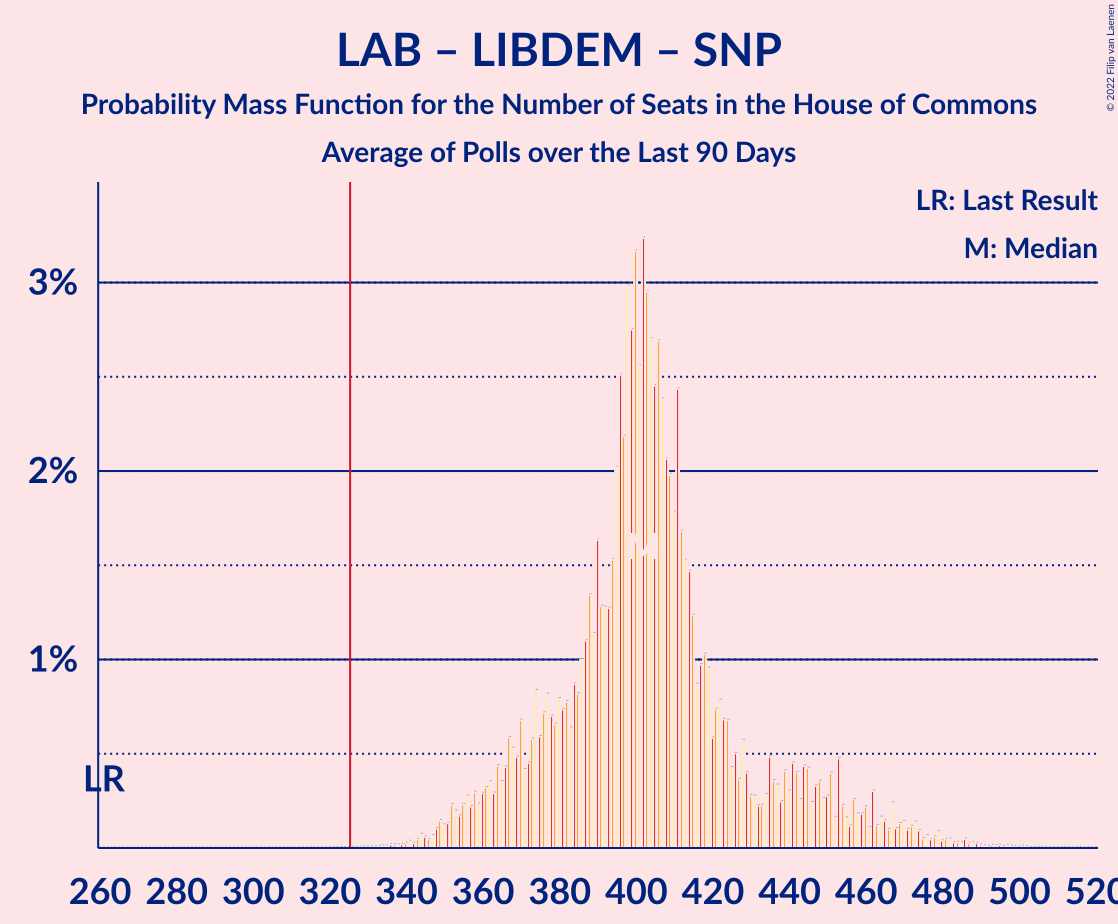 LAB – LIBDEM – SNP
Probability Mass Function for the Number of Seats in the House of Commons
Average of Polls over the Last 90 Days
© 2022 Filip van Laenen
LR: Last Result
M: Median
3%
2%
1%
LR
260 280 300 320 340 360 380 400 420 440 460 480 500 520